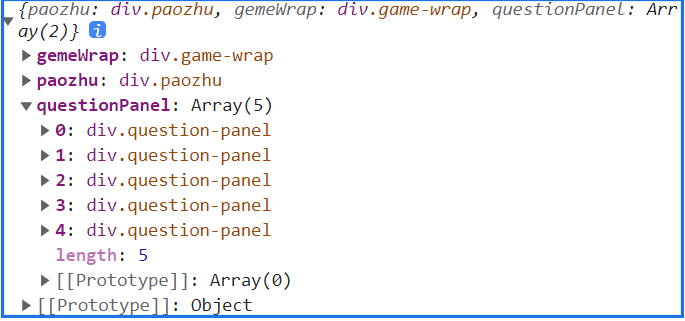 {paozhu: div.paozhu, gemeWrap: div.game-wrap, questionPanel: Arr
ay(2)} i
gemeWrap: div.game-wrap
paozhu: div.paozhu
questionPanel: Array(5)
0: div.question-panel
1: div.question-panel
2: div.question-panel
3: div.question-panel
4: div.question-panel
length: 5
[[Prototype]]: Array(0)
[[Prototype]]: Object